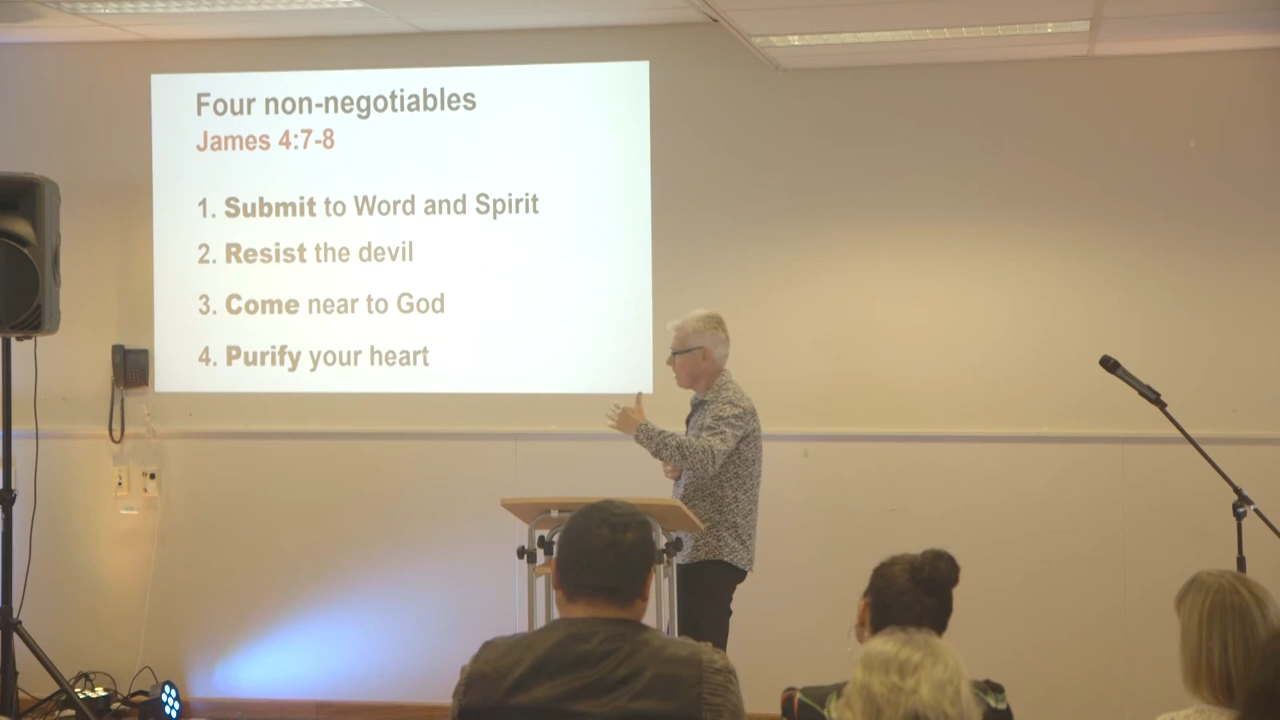 Four non-negotiables
James 4:7-8
1. Submit to Word and Spirit
2. Resist the devil
3. Come near to God
4. Purify your heart